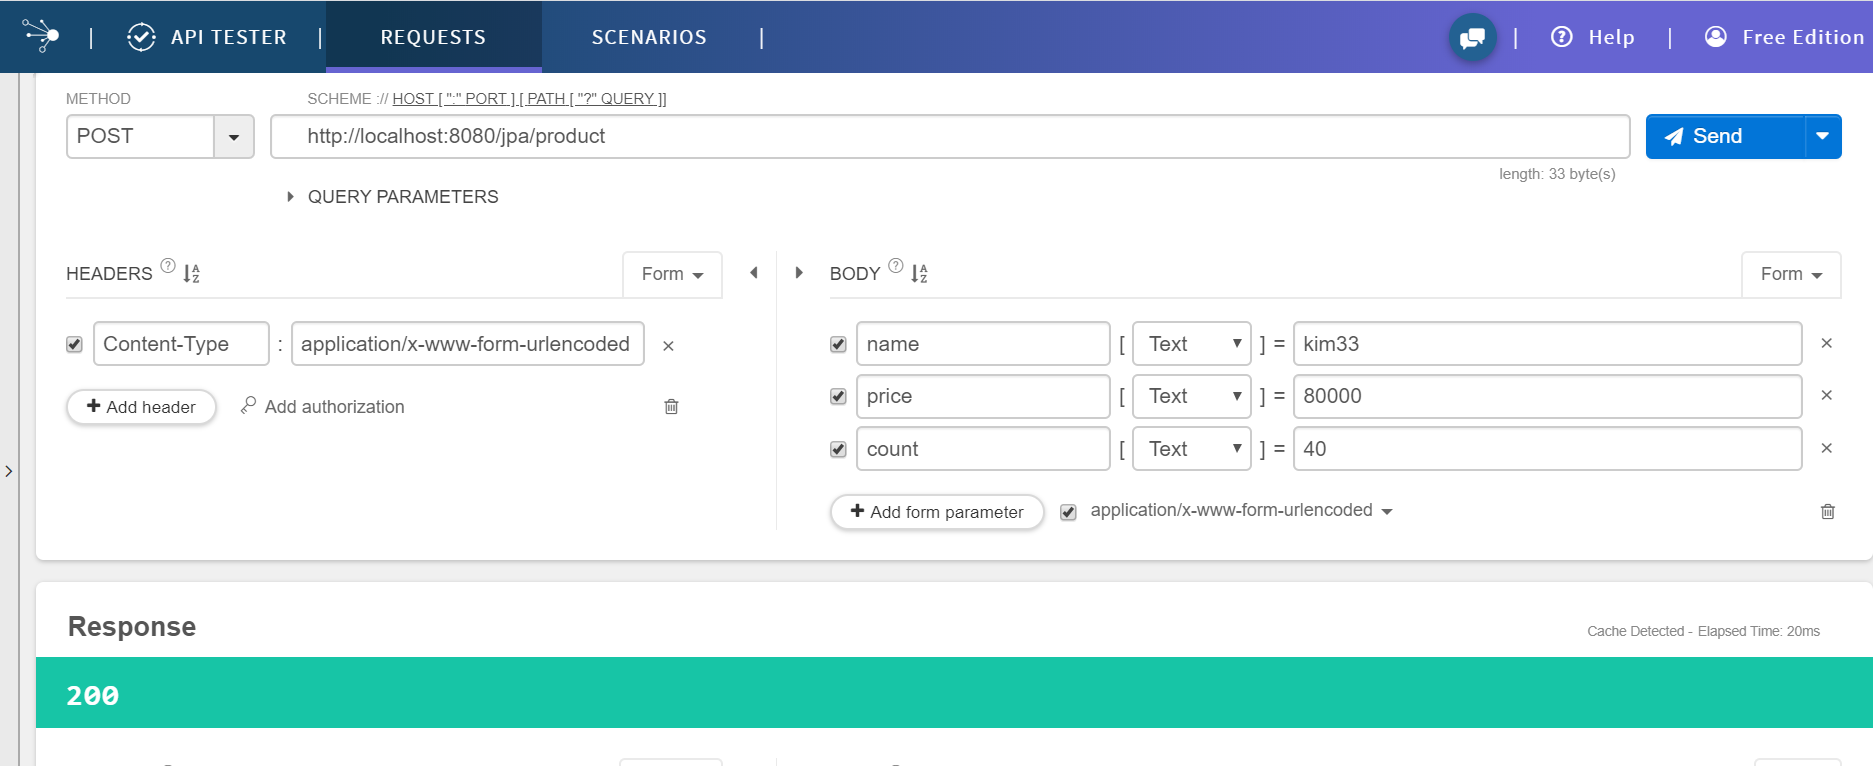 API TESTER
REQUESTS
SCENARIOS
Help
Free Edition
METHOD
SCHEME :// HOST [ ":" PORT ] [ PATH [ "?" QUERY ]]
POST
http://localhost:8080/jpa/product
Send
length: 33 byte(s)
QUERY PARAMETERS
HEADERS ? AZ
Form
BODY ? AZ
Form
Content-Type : application/x-www-form-urlencoded ×
name [ Text ] = kim33 ×
price [ Text ] = 80000 ×
count [ Text ] = 40 ×
+ Add header
Add authorization
+ Add form parameter
application/x-www-form-urlencoded
Response
Cache Detected - Elapsed Time: 20ms
200